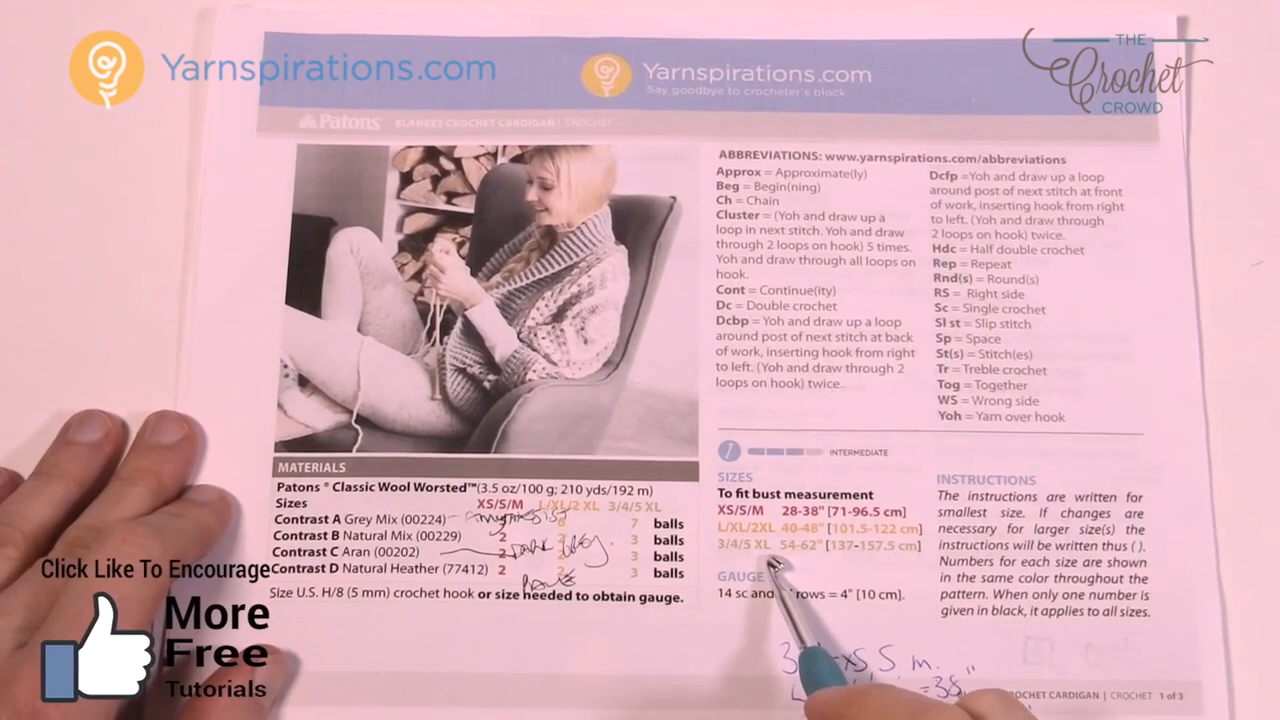 Yarnspirations.com
Yarnspirations.com
Say goodbye to crocheter's block
THE
Crochet
CROWD
Patons BLANKET CROCHET CARDIGAN | CROCHET
ABBREVIATIONS: www.yarnspirations.com/abbreviations
Approx = Approximate(ly)
Beg = Begin(ning)
Ch = Chain
Cluster = (Yoh and draw up a
loop in next stitch. Yoh and draw
through 2 loops on hook) 5 times.
Yoh and draw through all loops on
hook.
Cont = Continue(ity)
Dc = Double crochet
Dcbp = Yoh and draw up a loop
around post of next stitch at back
of work, inserting hook from right
to left. (Yoh and draw through 2
loops on hook) twice.
Dcfp =Yoh and draw up a loop
around post of next stitch at front
of work, inserting hook from right
to left. (Yoh and draw through
2 loops on hook) twice.
Hdc = Half double crochet
Rep = Repeat
Rnd(s) = Round(s)
RS = Right side
Sc = Single crochet
Sl st = Slip stitch
Sp = Space
St(s) = Stitch(es)
Tr = Treble crochet
Tog = Together
WS = Wrong side
Yoh = Yarn over hook
MATERIALS
Patons ® Classic Wool Worsted™(3.5 oz/100 g; 210 yds/192 m)
Sizes XS/S/M L/XL/2 XL 3/4/5 XL
Contrast A Grey Mix (00224) 7 balls
Contrast B Natural Mix (00229) 2 3 balls
Contrast C Aran (00202) 2 DARK GREY. 3 balls
Contrast D Natural Heather (77412) 2 2 3 balls
Size U.S. H/8 (5 mm) crochet hook or size needed to obtain gauge.
INTERMEDIATE
SIZES
To fit bust measurement
XS/S/M 28-38" [71-96.5 cm]
L/XL/2XL 40-48" [101.5-122 cm]
3/4/5 XL 54-62" [137-157.5 cm]
GAUGE
14 sc and rows = 4" [10 cm].
INSTRUCTIONS
The instructions are written for
smallest size. If changes are
necessary for larger size(s) the
instructions will be written thus ( ).
Numbers for each size are shown
in the same color throughout the
pattern. When only one number is
given in black, it applies to all sizes.
XS S m.
=38"
CROCHET CARDIGAN | CROCHET 1 of 3
Click Like To Encourage
More
Free
Tutorials